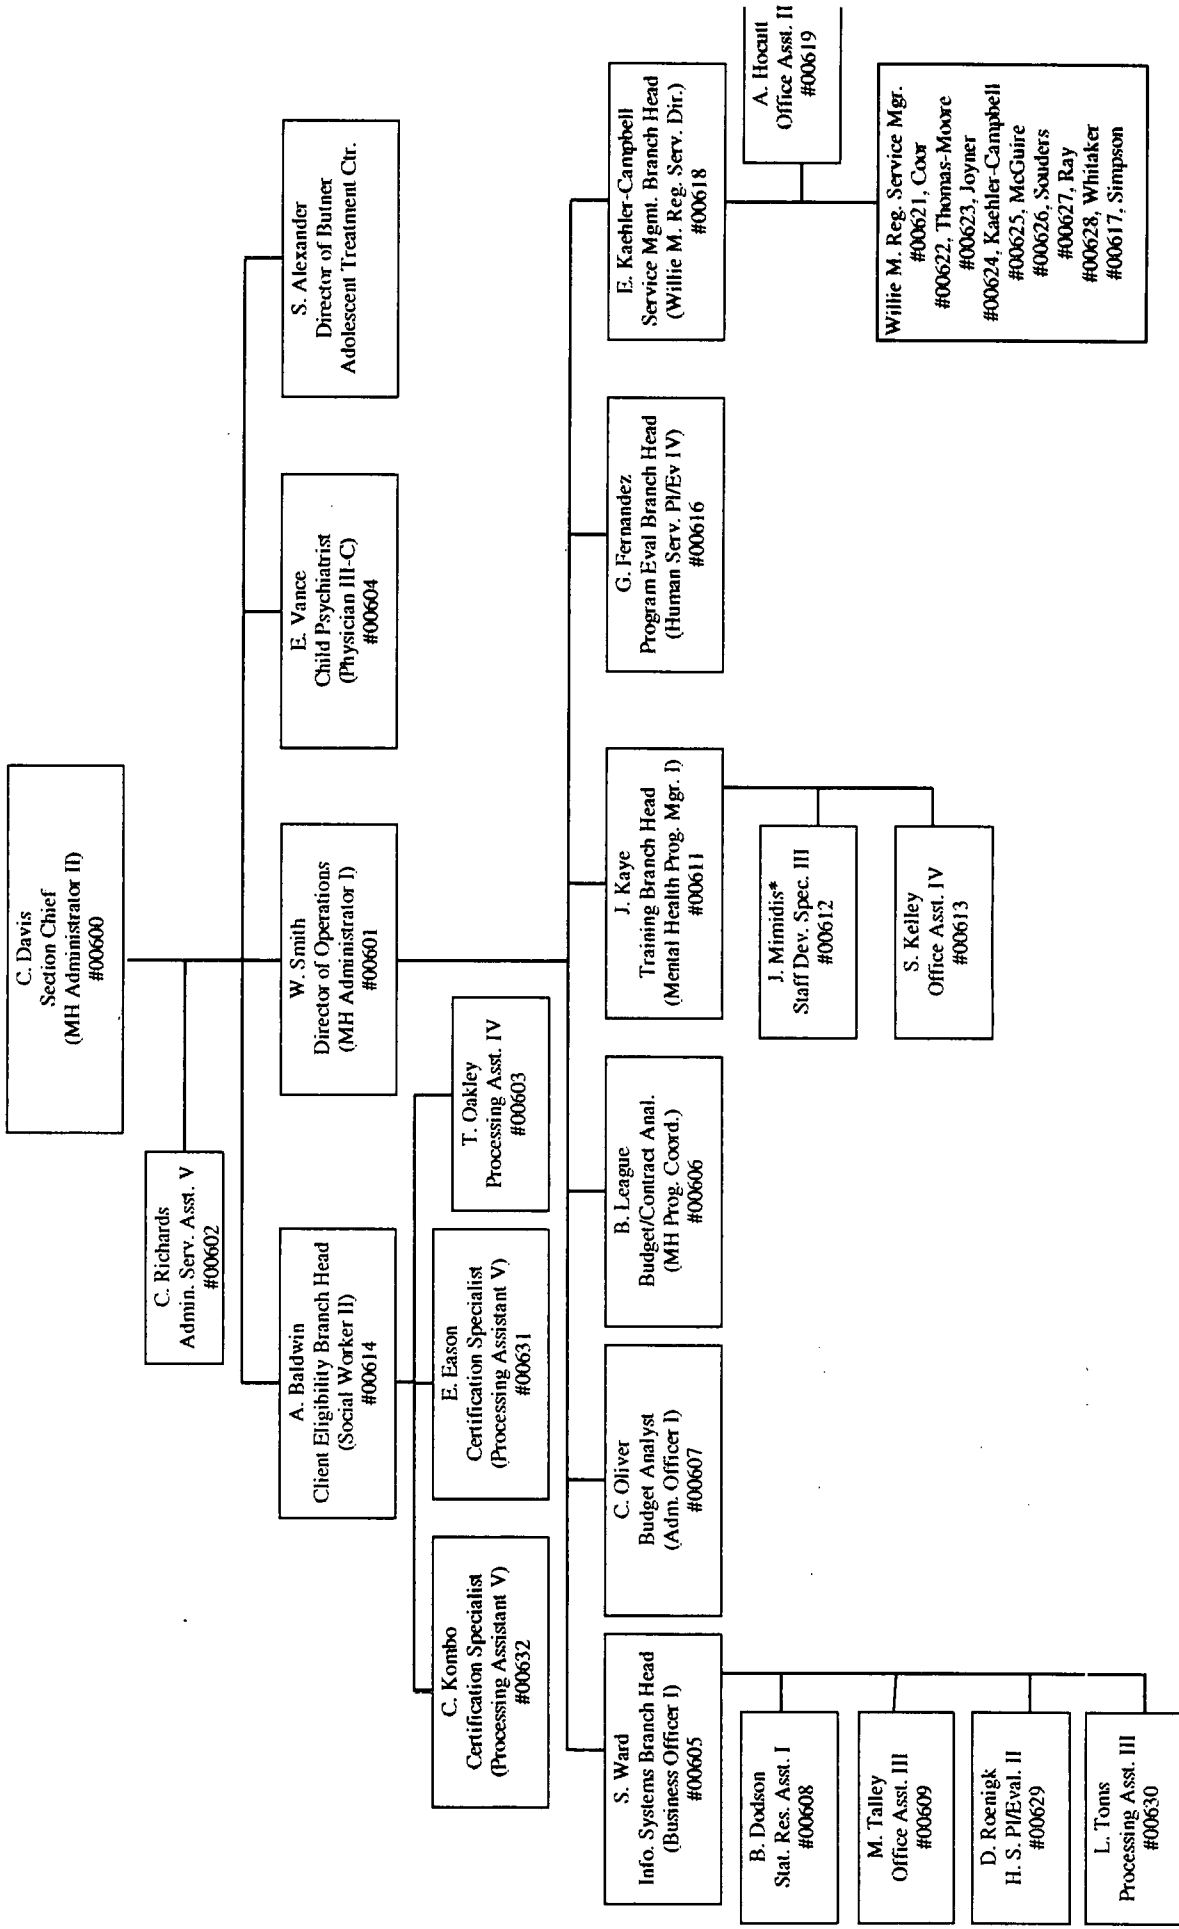 C. Davis
Section Chief
(MH Administrator II)
#00600
C. Richards
Admin. Serv. Asst. V
#00602
A. Baldwin
Client Eligibility Branch Head
(Social Worker II)
#00614
W. Smith
Director of Operations
(MH Administrator I)
#00601
E. Vance
Child Psychiatrist
(Physician III-C)
#00604
S. Alexander
Director of Butner
Adolescent Treatment Ctr.
C. Kombo
Certification Specialist
(Processing Assistant V)
#00632
E. Eason
Certification Specialist
(Processing Assistant V)
#00631
T. Oakley
Processing Asst. IV
#00603
S. Ward
Info. Systems Branch Head
(Business Officer I)
#00605
C. Oliver
Budget Analyst
(Adm. Officer I)
#00607
B. League
Budget/Contract Anal.
(MH Prog. Coord.)
#00606
J. Kaye
Training Branch Head
(Mental Health Prog. Mgr. I)
#00611
G. Fernandez
Program Eval Branch Head
(Human Serv. Pl/Ev IV)
#00616
E. Kaehler-Campbell
Service Mgmt. Branch Head
(Willie M. Reg. Serv. Dir.)
#00618
B. Dodson
Stat. Res. Asst. I
#00608
M. Talley
Office Asst. III
#00609
D. Roenigk
H. S. Pl/Eval. II
#00629
L. Toms
Processing Asst. III
#00630
J. Mimidis*
Staff Dev. Spec. III
#00612
S. Kelley
Office Asst. IV
#00613
A. Hocutt
Office Asst. II
#00619
Willie M. Reg. Service Mgr.
#00621, Coor
#00622, Thomas-Moore
#00623, Joyner
#00624, Kaehler-Campbell
#00625, McGuire
#00626, Souders
#00627, Ray
#00628, Whitaker
#00617, Simpson